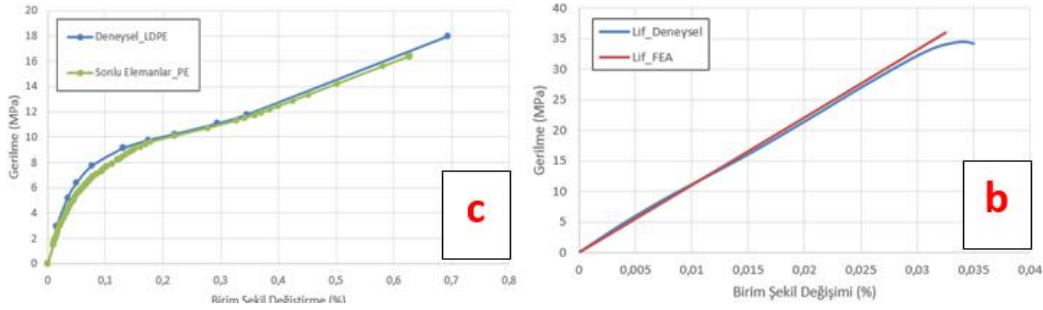 20
18
16
14
12
10
8
6
4
2
0
Gerilme (MPa)
Deneysel_LDPE
Sonlu Elemanlar_PE
c
0 0,1 0,2 0,3 0,4 0,5 0,6 0,7 0,8
Birim Şekil Değiştirme (%)
40
35
30
25
20
15
10
5
0
Gerilme (MPa)
Lif_Deneysel
Lif_FEA
b
0 0,005 0,01 0,015 0,02 0,025 0,03 0,035 0,04
Birim Şekil Değişimi (%)